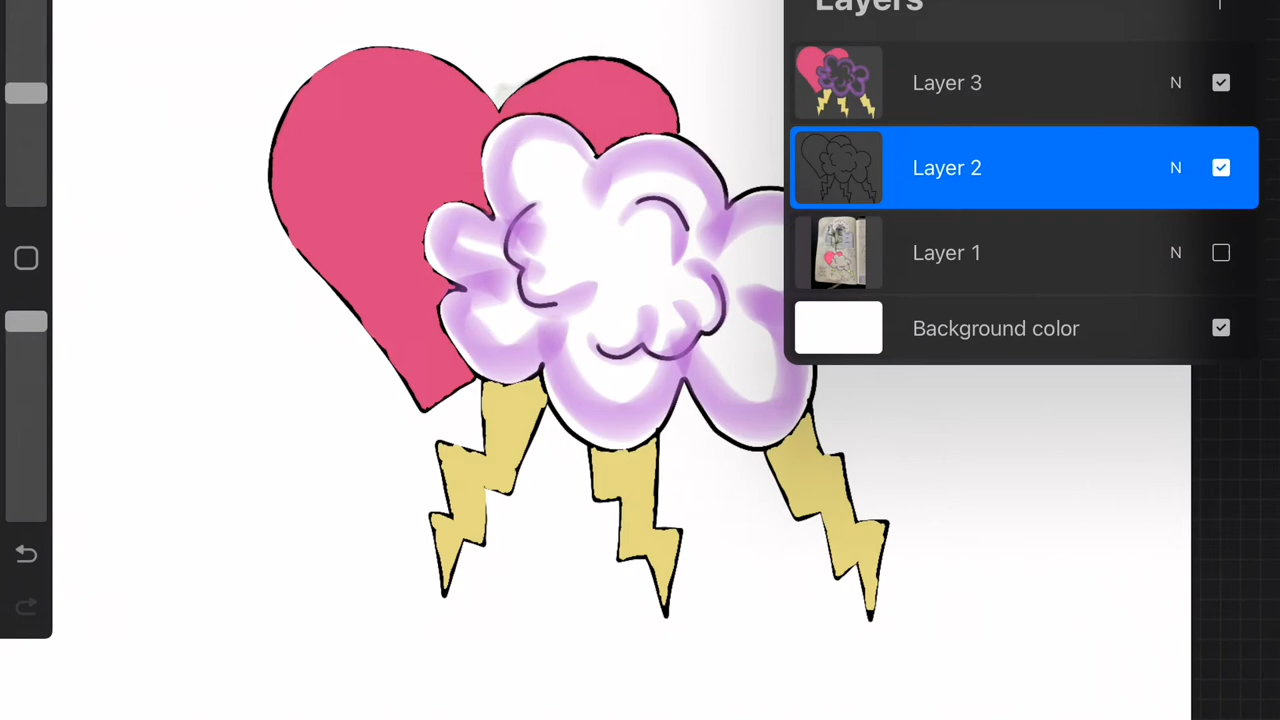 Layers
Layer 3 N
Layer 2 N
Layer 1 N
Background color